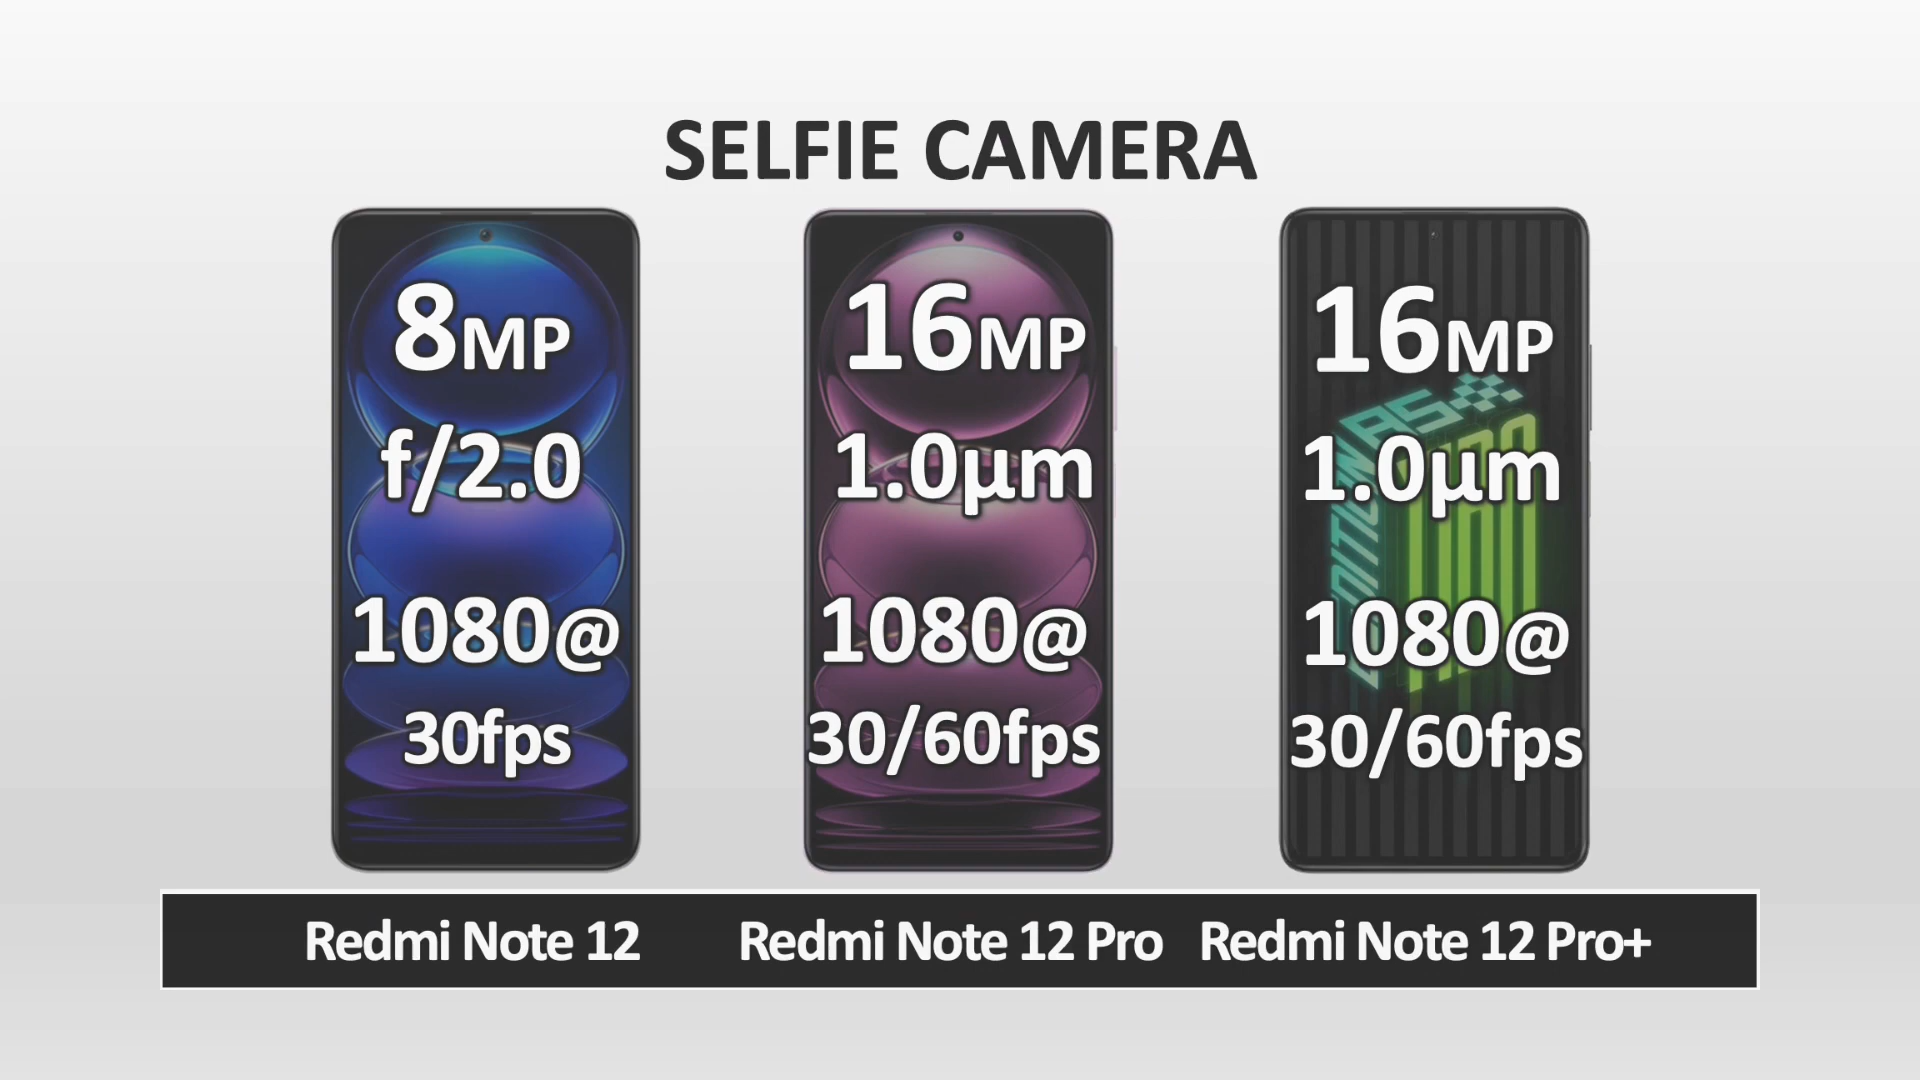 SELFIE CAMERA
8MP
f/2.0
1080@
30fps
16MP
1.0µm
1080@
30/60fps
16MP
1.0µm
1080@
30/60fps
Redmi Note 12
Redmi Note 12 Pro
Redmi Note 12 Pro+